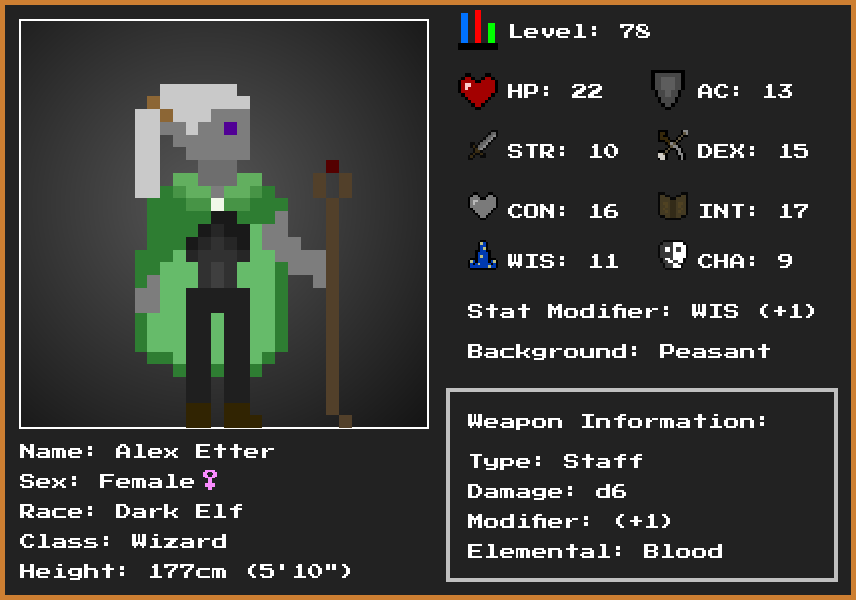 Level: 78
HP: 22
AC: 13
STR: 10
DEX: 15
CON: 16
INT: 17
WIS: 11
CHA: 9
Stat Modifier: WIS (+1)
Background: Peasant
Weapon Information:
Type: Staff
Damage: d6
Modifier: (+1)
Elemental: Blood
Name: Alex Etter
Sex: Female♀
Race: Dark Elf
Class: Wizard
Height: 177cm (5'10")